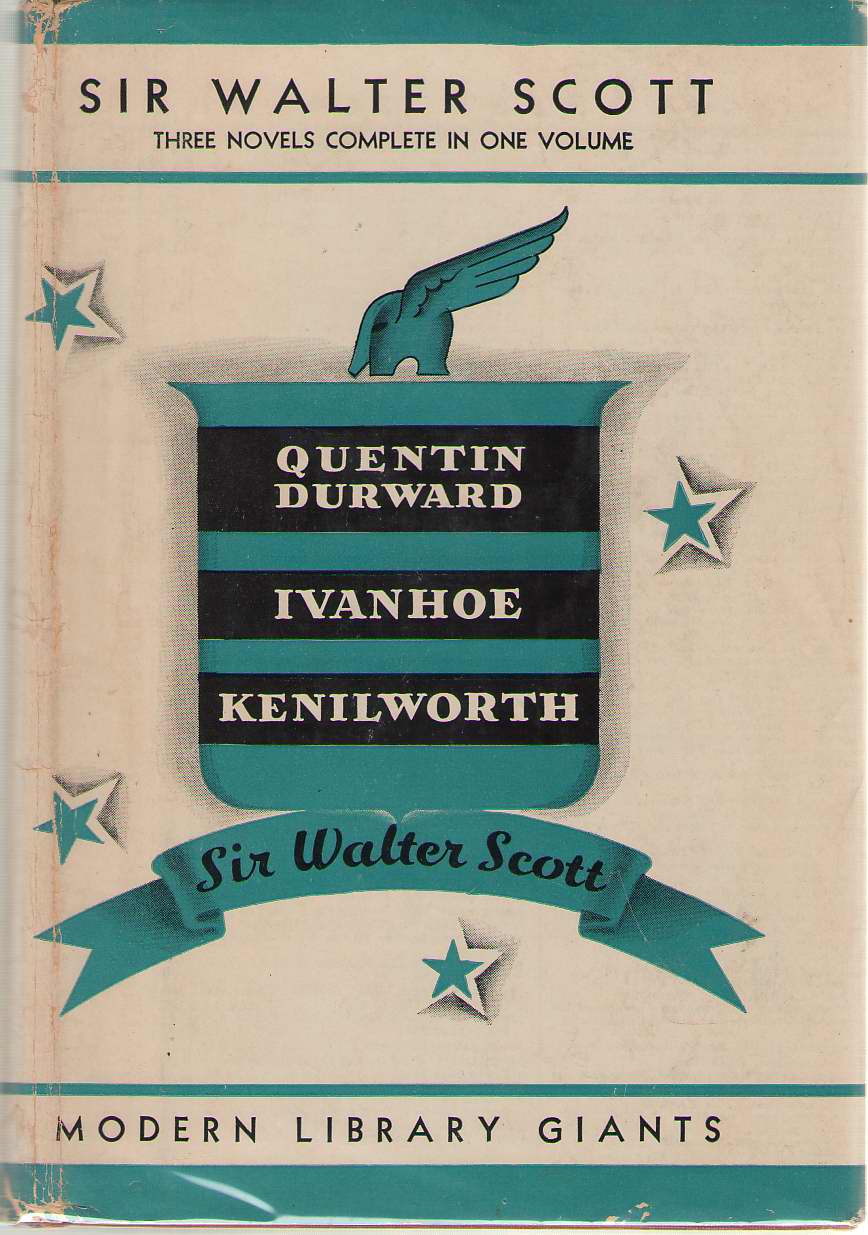 SIR WALTER SCOTT
THREE NOVELS COMPLETE IN ONE VOLUME
QUENTIN
DURWARD
IVANHOE
KENILWORTH
Sir Walter Scott
MODERN LIBRARY GIANTS